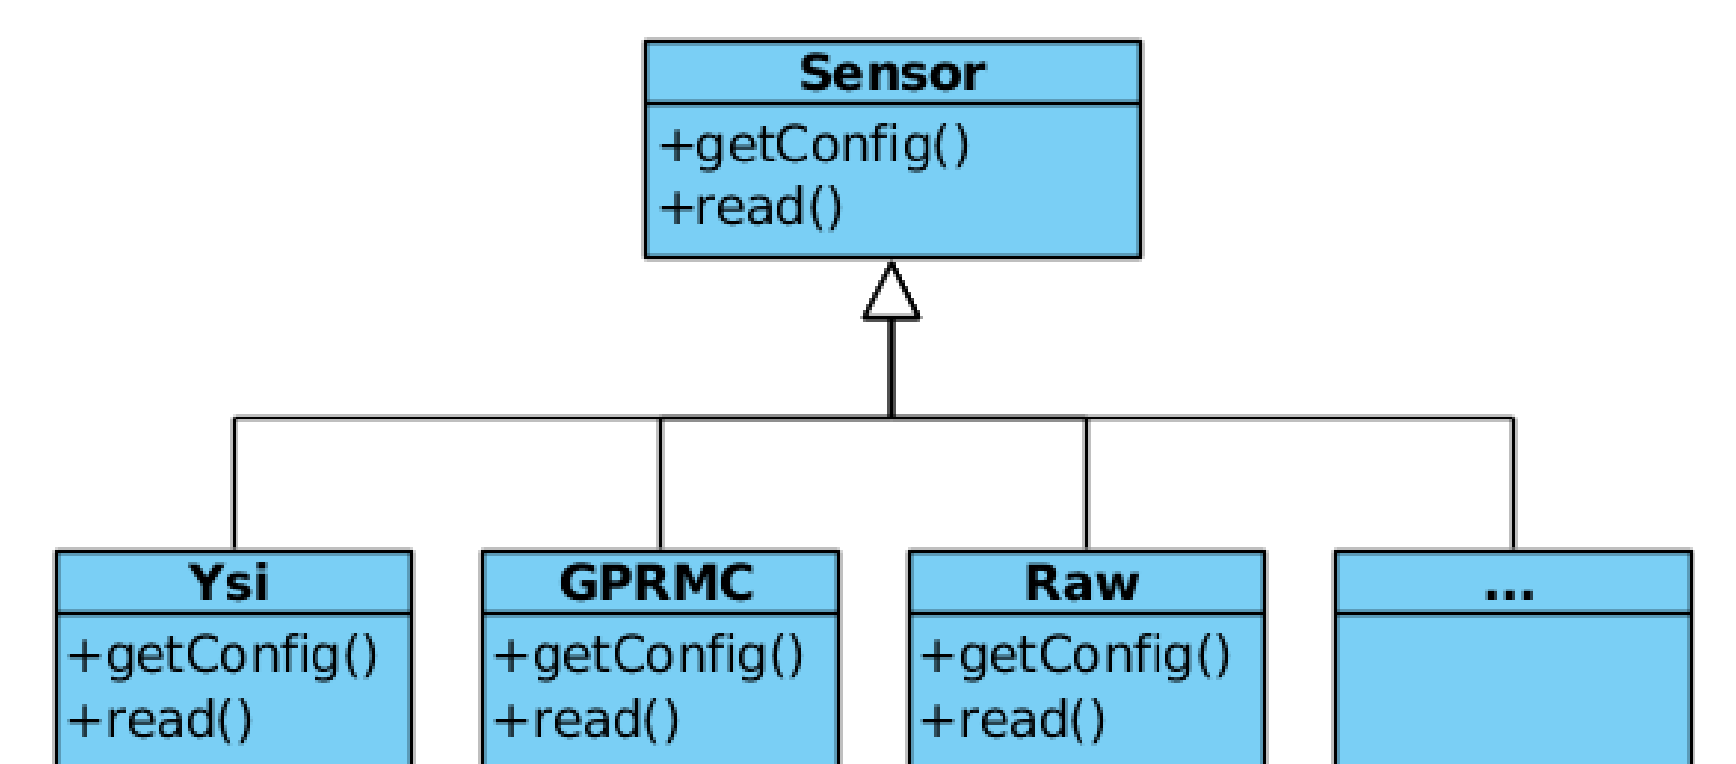 Sensor
+getConfig()
+read()
Ysi
+getConfig()
+read()
GPRMC
+getConfig()
+read()
Raw
+getConfig()
+read()
...